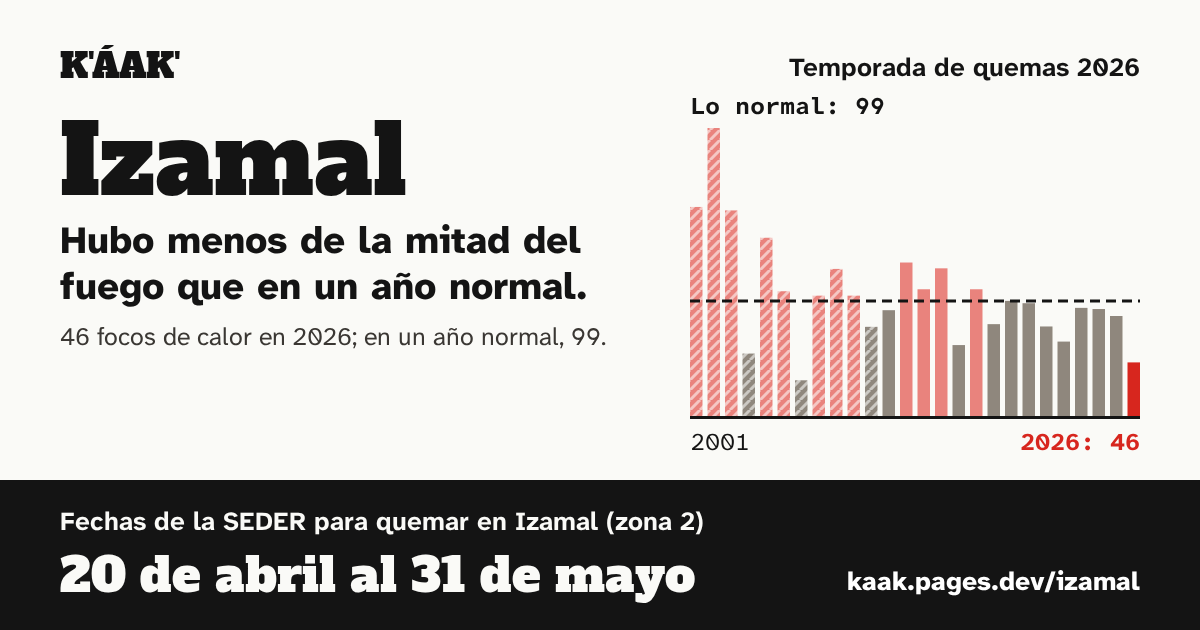 K'ÁAK'
Izamal
Hubo menos de la mitad del
fuego que en un año normal.
46 focos de calor en 2026; en un año normal, 99.
Temporada de quemas 2026
Lo normal: 99
2001
2026: 46
Fechas de la SEDER para quemar en Izamal (zona 2)
20 de abril al 31 de mayo
kaak.pages.dev/izamal